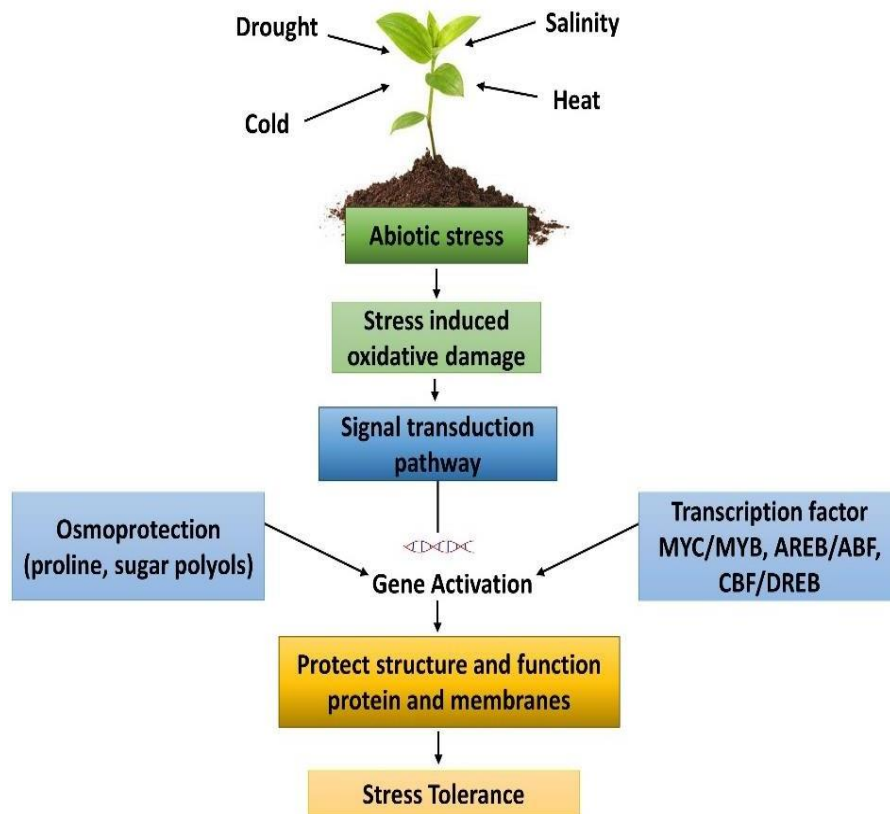 Drought
Salinity
Cold
Heat
Abiotic stress
Stress induced
oxidative damage
Signal transduction
pathway
Osmoprotection
(proline, sugar polyols)
Transcription factor
MYC/MYB, AREB/ABF,
CBF/DREB
Gene Activation
Protect structure and function
protein and membranes
Stress Tolerance